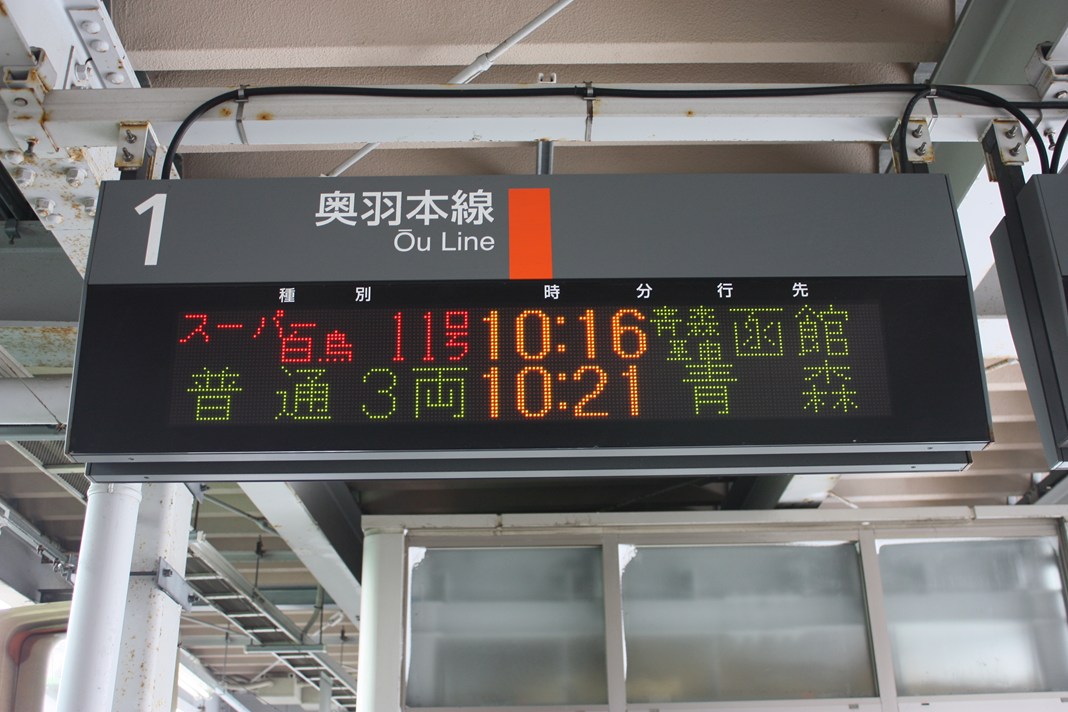 1
奥羽本線
Ōu Line
種別 時分 行先
スーパー白鳥 11号 10:16 青森経由函館
普通 3両 10:21 青森